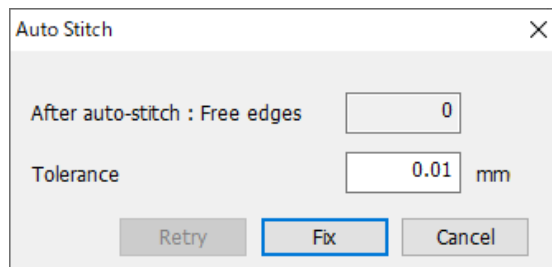 Auto Stitch
After auto-stitch : Free edges 0
Tolerance 0.01 mm
Retry Fix Cancel